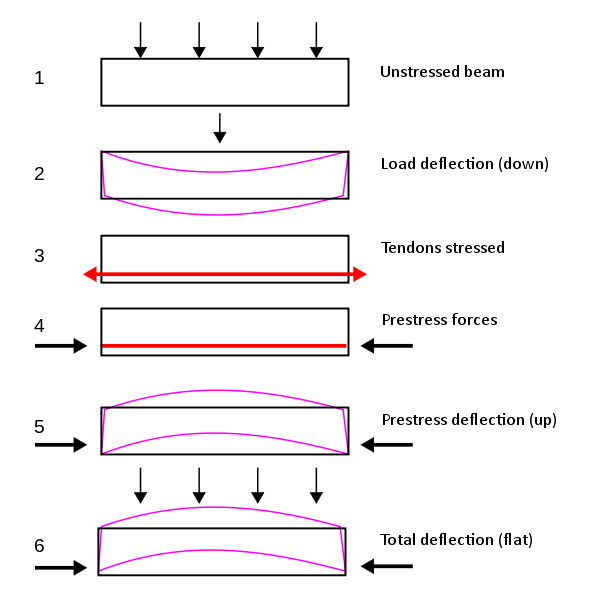 1 Unstressed beam
2 Load deflection (down)
3 Tendons stressed
4 Prestress forces
5 Prestress deflection (up)
6 Total deflection (flat)